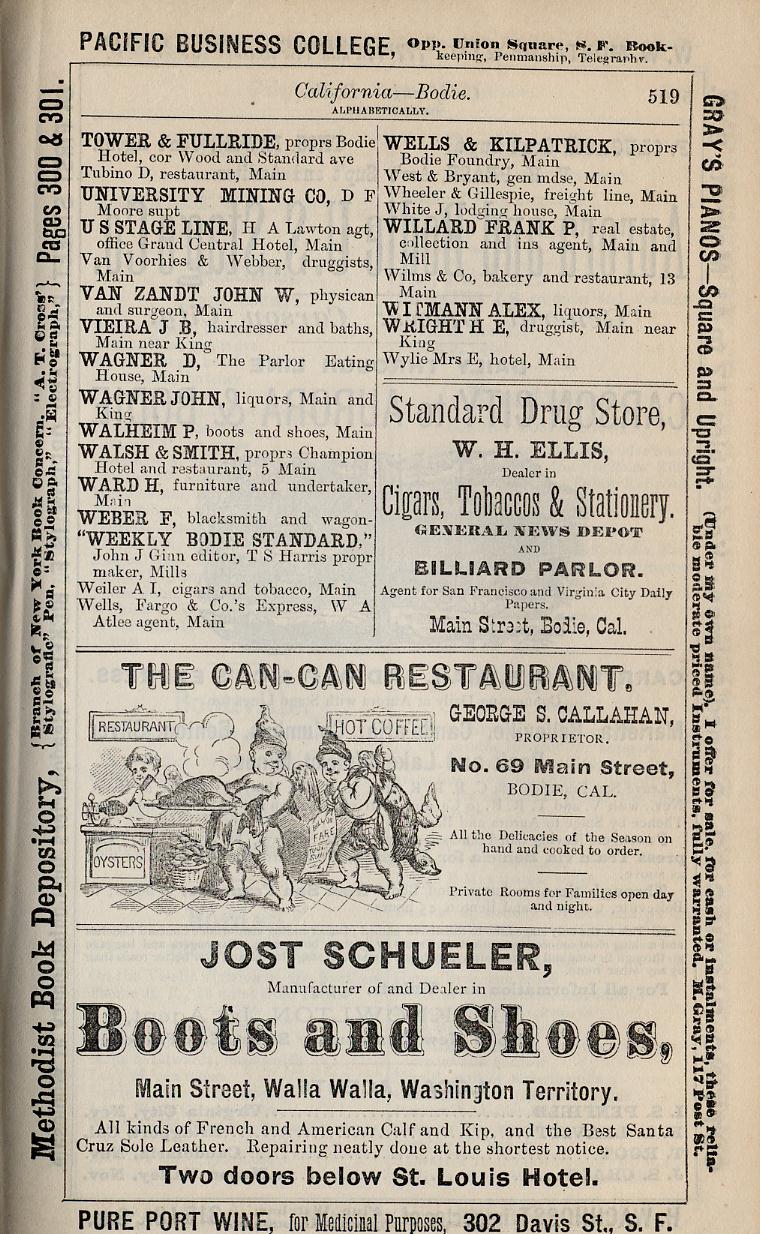 PACIFIC BUSINESS COLLEGE, Opp. Union Square, S. F. Book-
keeping, Penmanship, Telegraphy.
California—Bodie.
519
ALPHABETICALLY.
TOWER & FULLRIDE, proprs Bodie
Hotel, cor Wood and Standard ave
Tubino D, restaurant, Main
UNIVERSITY MINING CO, D F
Moore supt
U S STAGE LINE, H A Lawton agt,
office Grand Central Hotel, Main
Van Voorhies & Webber, druggists,
Main
VAN ZANDT JOHN W, physican
and surgeon, Main
VIEIRA J B, hairdresser and baths,
Main near King
WAGNER D, The Parlor Eating
House, Main
WAGNER JOHN, liquors, Main and
King
WALHEIM P, boots and shoes, Main
WALSH & SMITH, proprs Champion
Hotel and restaurant, 5 Main
WARD H, furniture and undertaker,
Main
WEBER F, blacksmith and wagon-
"WEEKLY BODIE STANDARD,"
John J Ginn editor, T S Harris propr
maker, Mills
Weiler A I, cigars and tobacco, Main
Wells, Fargo & Co.'s Express, W A
Atlee agent, Main
WELLS & KILPATRICK, proprs
Bodie Foundry, Main
West & Bryant, gen mdse, Main
Wheeler & Gillespie, freight line, Main
White J, lodging house, Main
WILLARD FRANK P, real estate,
collection and ins agent, Main and
Mill
Wilms & Co, bakery and restaurant, 13
Main
WITMANN ALEX, liquors, Main
WRIGHT H E, druggist, Main near
King
Wylie Mrs E, hotel, Main
Standard Drug Store,
W. H. ELLIS,
Dealer in
Cigars, Tobaccos & Stationery.
GENERAL NEWS DEPOT
AND
BILLIARD PARLOR.
Agent for San Francisco and Virginia City Daily
Papers.
Main Street, Bodie, Cal.
THE CAN-CAN RESTAURANT.
RESTAURANT
HOT COFFEE
OYSTERS
FARE
GEORGE S. CALLAHAN,
PROPRIETOR.
No. 69 Main Street,
BODIE, CAL.
All the Delicacies of the Season on
hand and cooked to order.
Private Rooms for Families open day
and night.
JOST SCHUELER,
Manufacturer of and Dealer in
Boots and Shoes,
Main Street, Walla Walla, Washington Territory.
All kinds of French and American Calf and Kip, and the Best Santa
Cruz Sole Leather. Repairing neatly done at the shortest notice.
Two doors below St. Louis Hotel.
PURE PORT WINE, for Medicinal Purposes, 302 Davis St., S. F.
Methodist Book Depository, { Branch of New York Book Concern. "A. T. Cross'
Stylografic" Pen, "Stylograph," "Electrograph," } Pages 300 & 301.
GRAY'S PIANOS—Square and Upright. (Under my own name), I offer for sale, for cash or instalments, these relia-
ble moderate priced Instruments, fully warranted. M. Gray, 117 Post St.